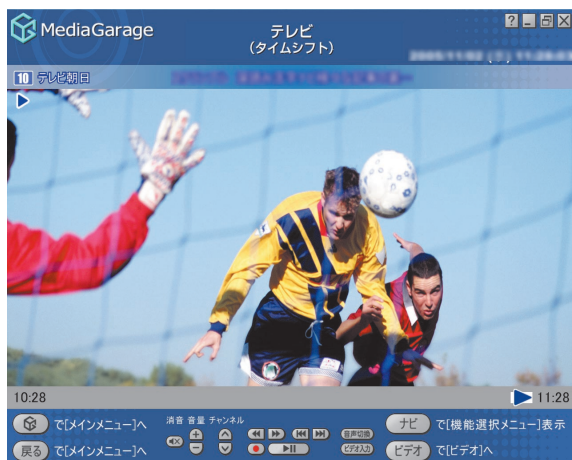 MediaGarage
テレビ
(タイムシフト)
10 テレビ朝日
10:28
11:28
で[メインメニュー]へ
消音 音量 チャンネル
音声切換
ナビ で[機能選択メニュー]表示
戻る で[メインメニュー]へ
ビデオ入力
ビデオ で[ビデオ]へ